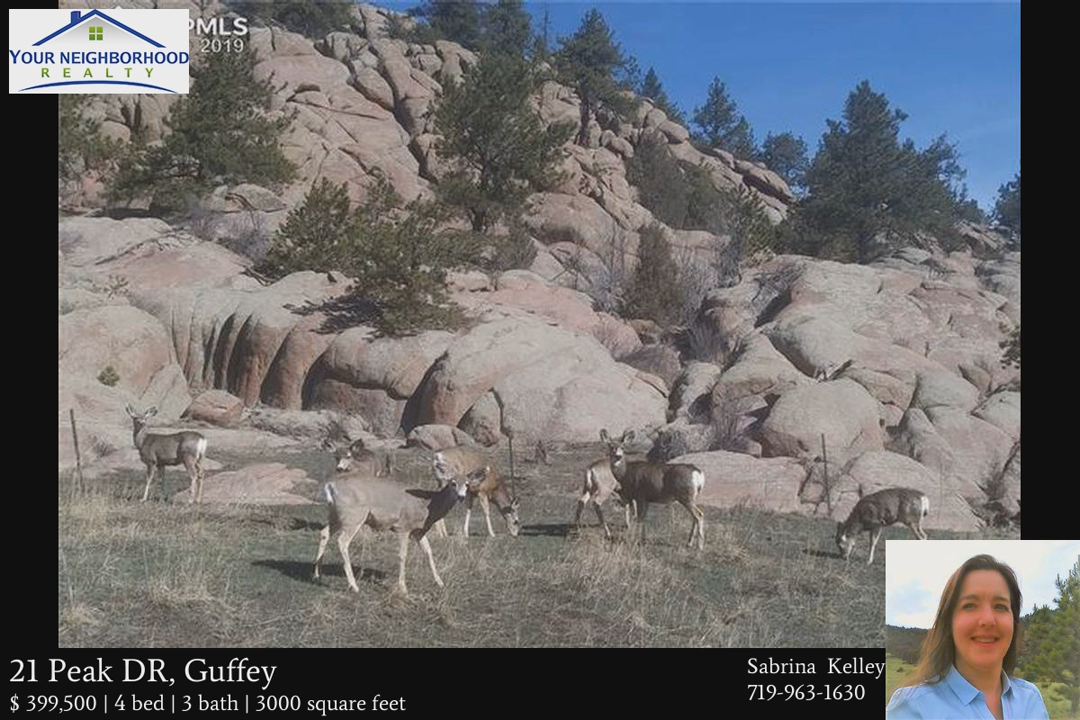 YOUR NEIGHBORHOOD
REALTY
PMLS
2019
21 Peak DR, Guffey
$ 399,500 | 4 bed | 3 bath | 3000 square feet
Sabrina Kelley
719-963-1630